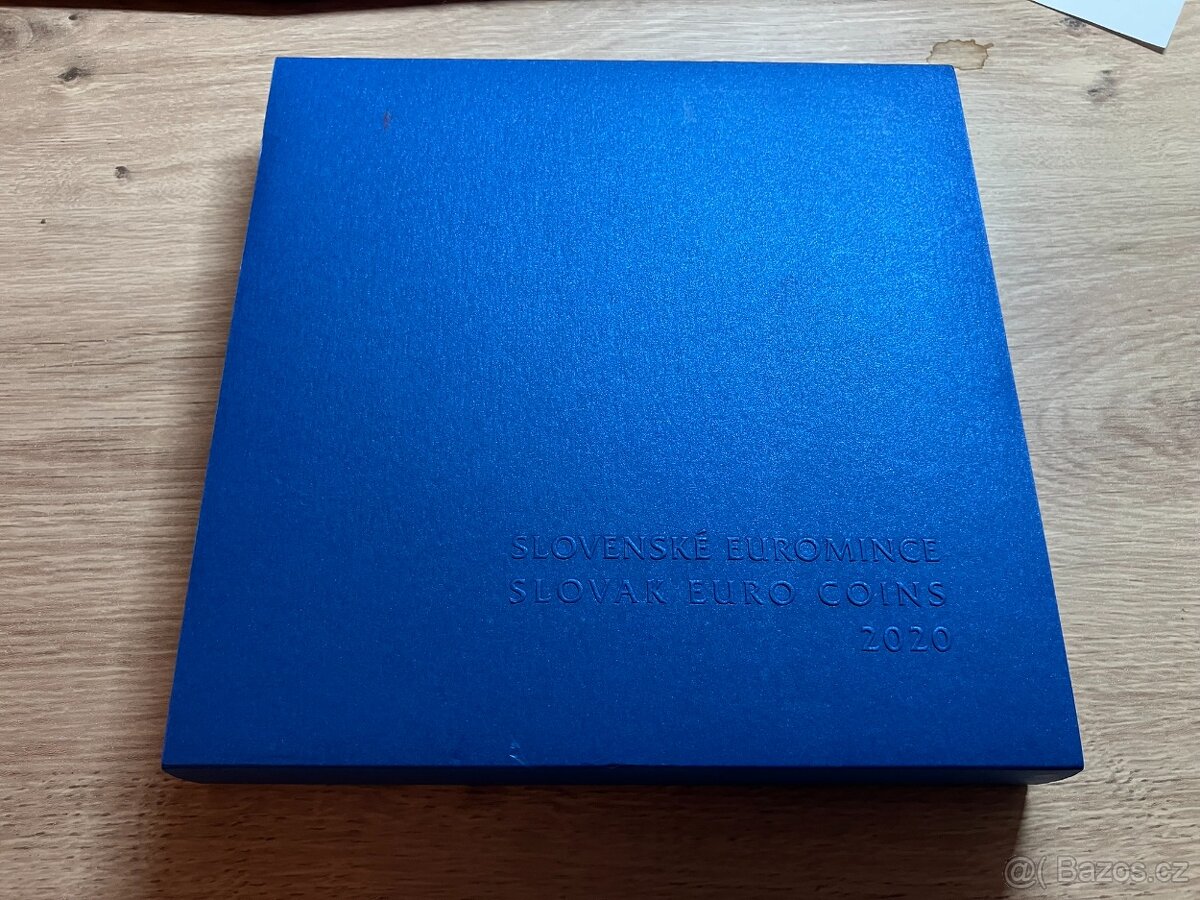 SLOVENSKÉ EUROMINCE
SLOVAK EURO COINS
2020
@( Bazos.cz